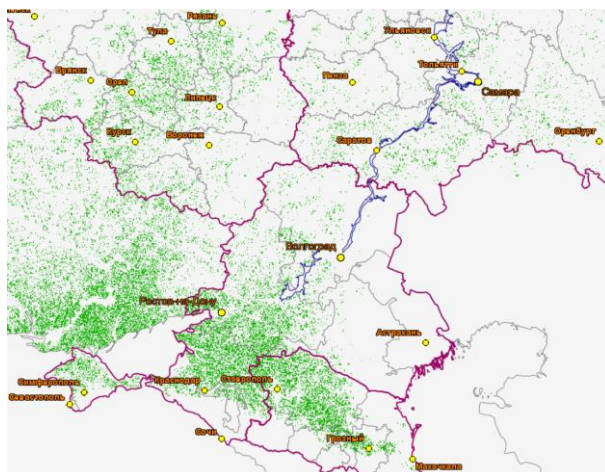 Рязань
Тула
Ульяновск
Брянск
Орел
Липецк
Пенза
Тольятти
Самара
Курск
Воронеж
Саратов
Оренбург
Волгоград
Ростов-на-Дону
Астрахань
Симферополь
Севастополь
Краснодар
Ставрополь
Сочи
Грозный
Махачкала